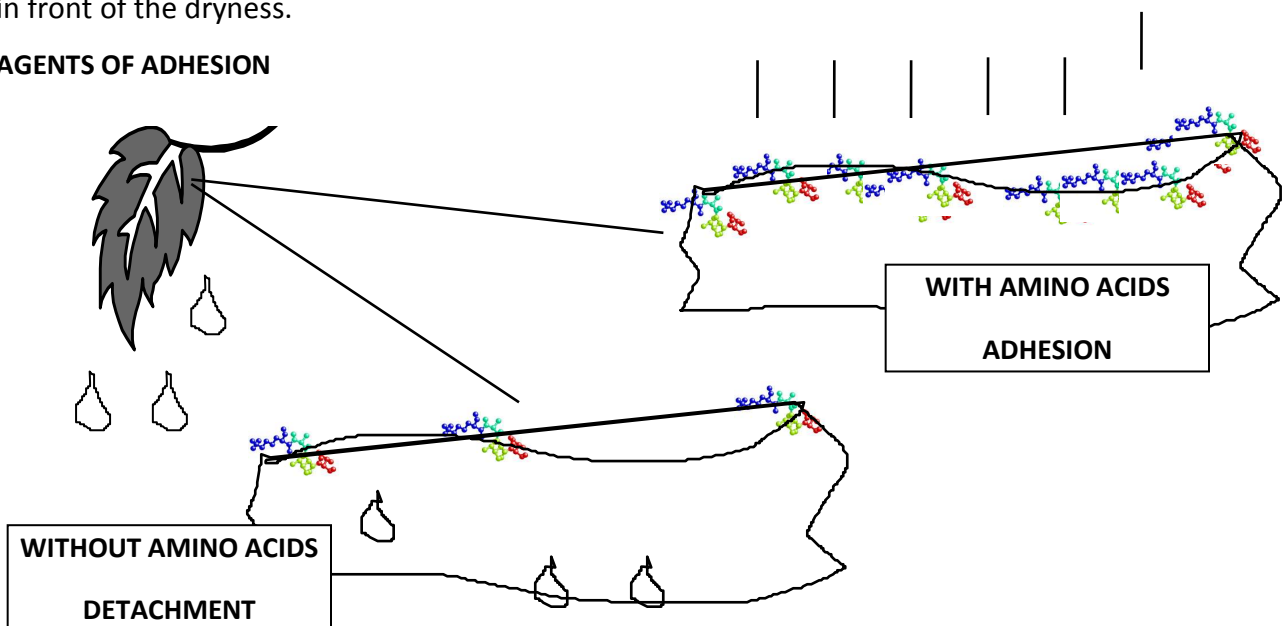 in front of the dryness.
AGENTS OF ADHESION
WITH AMINO ACIDS
ADHESION
WITHOUT AMINO ACIDS
DETACHMENT